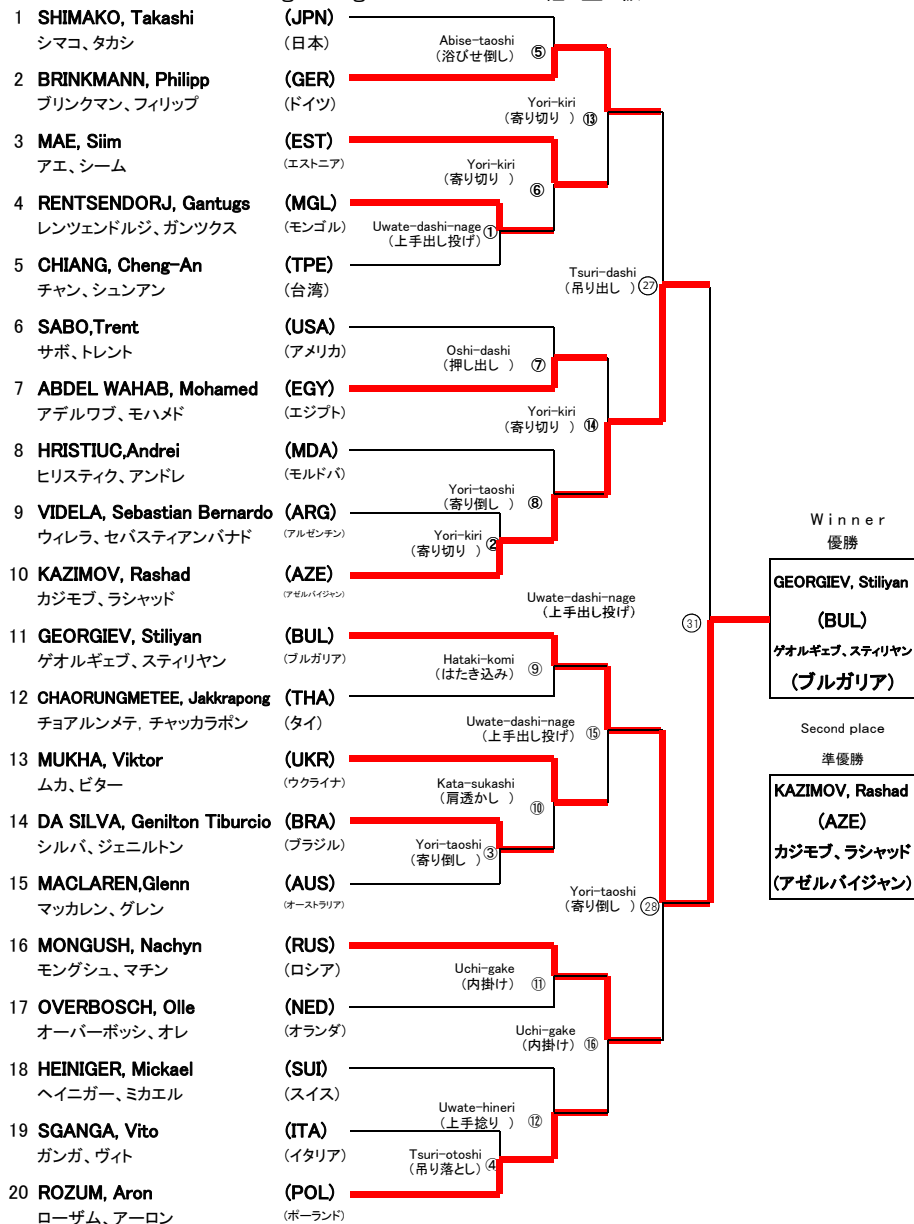 1 SHIMAKO, Takashi (JPN)
シマコ、タカシ (日本)
Abise-taoshi
(浴びせ倒し) ⑤
2 BRINKMANN, Philipp (GER)
ブリンクマン、フィリップ (ドイツ)
Yori-kiri
(寄り切り ) ⑬
3 MAE, Siim (EST)
アエ、シーム (エストニア)
Yori-kiri
(寄り切り ) ⑥
4 RENTSENDORJ, Gantugs (MGL)
レンツェンドルジ、ガンツクス (モンゴル)
Uwate-dashi-nage ①
(上手出し投げ)
5 CHIANG, Cheng-An (TPE)
チャン、シュンアン (台湾)
Tsuri-dashi
(吊り出し ) ㉗
6 SABO,Trent (USA)
サボ、トレント (アメリカ)
Oshi-dashi
(押し出し ) ⑦
7 ABDEL WAHAB, Mohamed (EGY)
アデルワブ、モハメド (エジプト)
Yori-kiri
(寄り切り ) ⑭
8 HRISTIUC,Andrei (MDA)
ヒリスティク、アンドレ (モルドバ)
Yori-taoshi
(寄り倒し ) ⑧
9 VIDELA, Sebastian Bernardo (ARG)
ウィレラ、セバスティアンバナド (アルゼンチン)
Yori-kiri
(寄り切り ) ②
10 KAZIMOV, Rashad (AZE)
カジモブ、ラシャッド (アゼルバイジャン)
Uwate-dashi-nage
(上手出し投げ)
㉛
11 GEORGIEV, Stiliyan (BUL)
ゲオルギェブ、スティリヤン (ブルガリア)
Hataki-komi
(はたき込み) ⑨
12 CHAORUNGMETEE, Jakkrapong (THA)
チョアルンメテ, チャッカラポン (タイ)
Uwate-dashi-nage
(上手出し投げ ) ⑮
13 MUKHA, Viktor (UKR)
ムカ、ビター (ウクライナ)
Kata-sukashi
(肩透かし ) ⑩
14 DA SILVA, Genilton Tiburcio (BRA)
シルバ、ジェニルトン (ブラジル)
Yori-taoshi
(寄り倒し ) ③
15 MACLAREN,Glenn (AUS)
マッカレン、グレン (オーストラリア)
Yori-taoshi
(寄り倒し ) ㉘
16 MONGUSH, Nachyn (RUS)
モングシュ、マチン (ロシア)
Uchi-gake
(内掛け ) ⑪
17 OVERBOSCH, Olle (NED)
オーバーボッシ、オレ (オランダ)
Uchi-gake
(内掛け ) ⑯
18 HEINIGER, Mickael (SUI)
ヘイニガー、ミカエル (スイス)
Uwate-hineri
(上手捻り ) ⑫
19 SGANGA, Vito (ITA)
ガンガ、ヴィト (イタリア)
Tsuri-otoshi
(吊り落とし) ④
20 ROZUM, Aron (POL)
ローザム、アーロン (ポーランド)
Winner
優勝
GEORGIEV, Stiliyan
(BUL)
ゲオルギェブ、スティリヤン
(ブルガリア)
Second place
準優勝
KAZIMOV, Rashad
(AZE)
カジモブ、ラシャッド
(アゼルバイジャン)